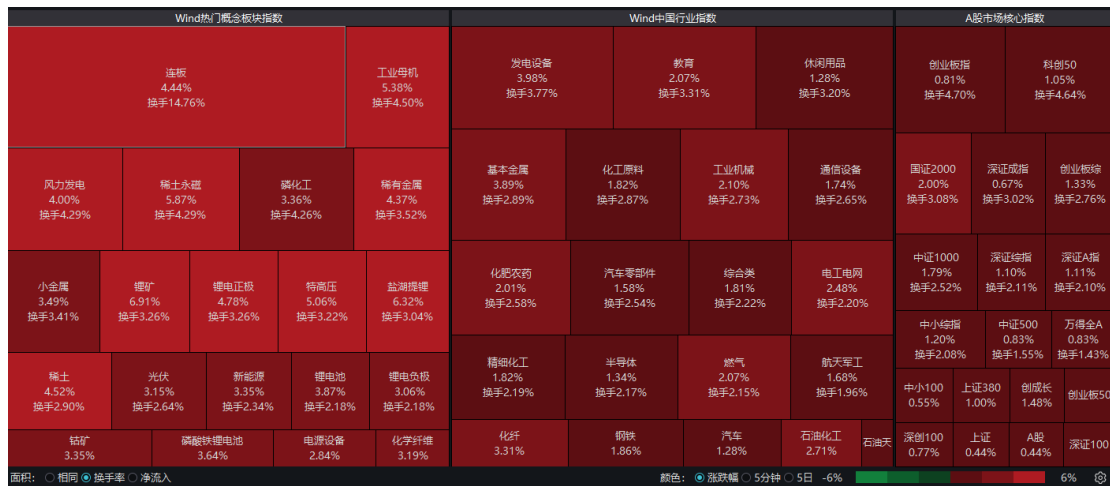 Wind热门概念板块指数
连板
4.44%
换手14.76%
工业母机
5.38%
换手4.50%
风力发电
4.00%
换手4.29%
稀土永磁
5.87%
换手4.29%
磷化工
3.36%
换手4.26%
稀有金属
4.37%
换手3.52%
小金属
3.49%
换手3.41%
锂矿
6.91%
换手3.26%
锂电正极
4.78%
换手3.26%
特高压
5.06%
换手3.22%
盐湖提锂
6.32%
换手3.04%
稀土
4.52%
换手2.90%
光伏
3.15%
换手2.64%
新能源
3.35%
换手2.34%
锂电池
3.87%
换手2.18%
锂电负极
3.06%
换手2.18%
钴矿
3.35%
磷酸铁锂电池
3.64%
电源设备
2.84%
化学纤维
3.19%
Wind中国行业指数
发电设备
3.98%
换手3.77%
教育
2.07%
换手3.31%
休闲用品
1.28%
换手3.20%
基本金属
3.89%
换手2.89%
化工原料
1.82%
换手2.87%
工业机械
2.10%
换手2.73%
通信设备
1.74%
换手2.65%
化肥农药
2.01%
换手2.58%
汽车零部件
1.58%
换手2.54%
综合类
1.81%
换手2.22%
电工电网
2.48%
换手2.20%
精细化工
1.82%
换手2.19%
半导体
1.34%
换手2.17%
燃气
2.07%
换手2.15%
航天军工
1.68%
换手1.96%
化纤
3.31%
钢铁
1.86%
汽车
1.28%
石油化工
2.71%
石油天
A股市场核心指数
创业板指
0.81%
换手4.70%
科创50
1.05%
换手4.64%
国证2000
2.00%
换手3.08%
深证成指
0.67%
换手3.02%
创业板综
1.33%
换手2.76%
中证1000
1.79%
换手2.52%
深证综指
1.10%
换手2.11%
深证A指
1.11%
换手2.10%
中小综指
1.20%
换手2.08%
中证500
0.83%
换手1.55%
万得全A
0.83%
换手1.43%
中小100
0.55%
上证380
1.00%
创成长
1.48%
创业板50
深创100
0.77%
上证
0.44%
A股
0.44%
深证100
面积: 相同 换手率 净流入
颜色: 涨跌幅 5分钟 5日 -6% 6%